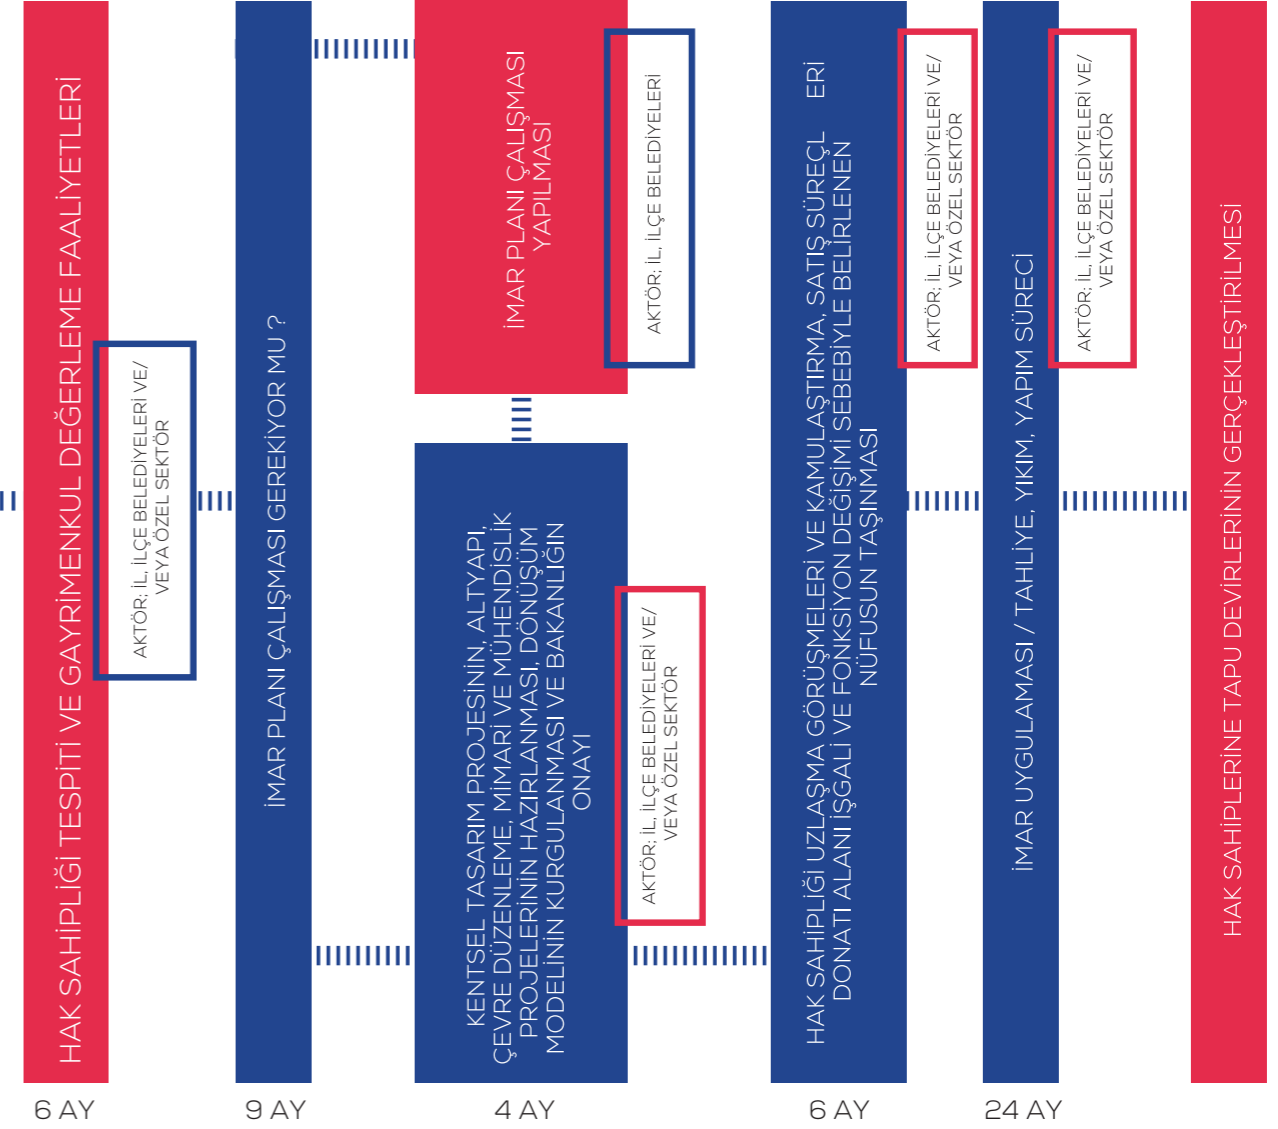 HAK SAHİPLİĞİ TESPİTİ VE GAYRİMENKUL DEĞERLEME FAALİYETLERİ
AKTÖR; İL, İLÇE BELEDİYELERİ VE/
VEYA ÖZEL SEKTÖR
6 AY
İMAR PLANI ÇALIŞMASI GEREKİYOR MU ?
9 AY
İMAR PLANI ÇALIŞMASI
YAPILMASI
AKTÖR; İL, İLÇE BELEDİYELERİ
KENTSEL TASARIM PROJESİNİN, ALTYAPI,
ÇEVRE DÜZENLEME, MİMARİ VE MÜHENDİSLİK
PROJELERİNİN HAZIRLANMASI, DÖNÜŞÜM
MODELİNİN KURGULANMASI VE BAKANLIĞIN
ONAYI
AKTÖR; İL, İLÇE BELEDİYELERİ VE/
VEYA ÖZEL SEKTÖR
4 AY
HAK SAHİPLİĞİ UZLAŞMA GÖRÜŞMELERİ VE KAMULAŞTIRMA, SATIŞ SÜREÇL ERİ
DONATI ALANI İŞGALİ VE FONKSİYON DEĞİŞİMİ SEBEBİYLE BELİRLENEN
NÜFUSUN TAŞINMASI
AKTÖR; İL, İLÇE BELEDİYELERİ VE/
VEYA ÖZEL SEKTÖR
6 AY
İMAR UYGULAMASI / TAHLİYE, YIKIM, YAPIM SÜRECİ
AKTÖR; İL, İLÇE BELEDİYELERİ VE/
VEYA ÖZEL SEKTÖR
24 AY
HAK SAHİPLERİNE TAPU DEVİRLERİNİN GERÇEKLEŞTİRİLMESİ